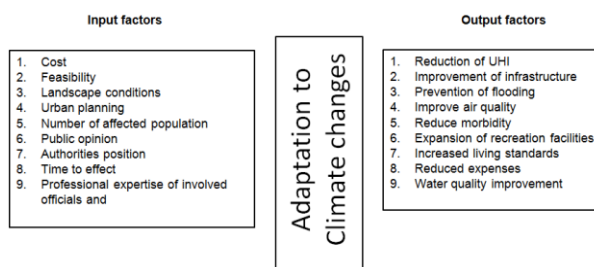 Input factors
1. Cost
2. Feasibility
3. Landscape conditions
4. Urban planning
5. Number of affected population
6. Public opinion
7. Authorities position
8. Time to effect
9. Professional expertise of involved
officials and
Adaptation to
Climate changes
Output factors
1. Reduction of UHI
2. Improvement of infrastructure
3. Prevention of flooding
4. Improve air quality
5. Reduce morbidity
6. Expansion of recreation facilities
7. Increased living standards
8. Reduced expenses
9. Water quality improvement